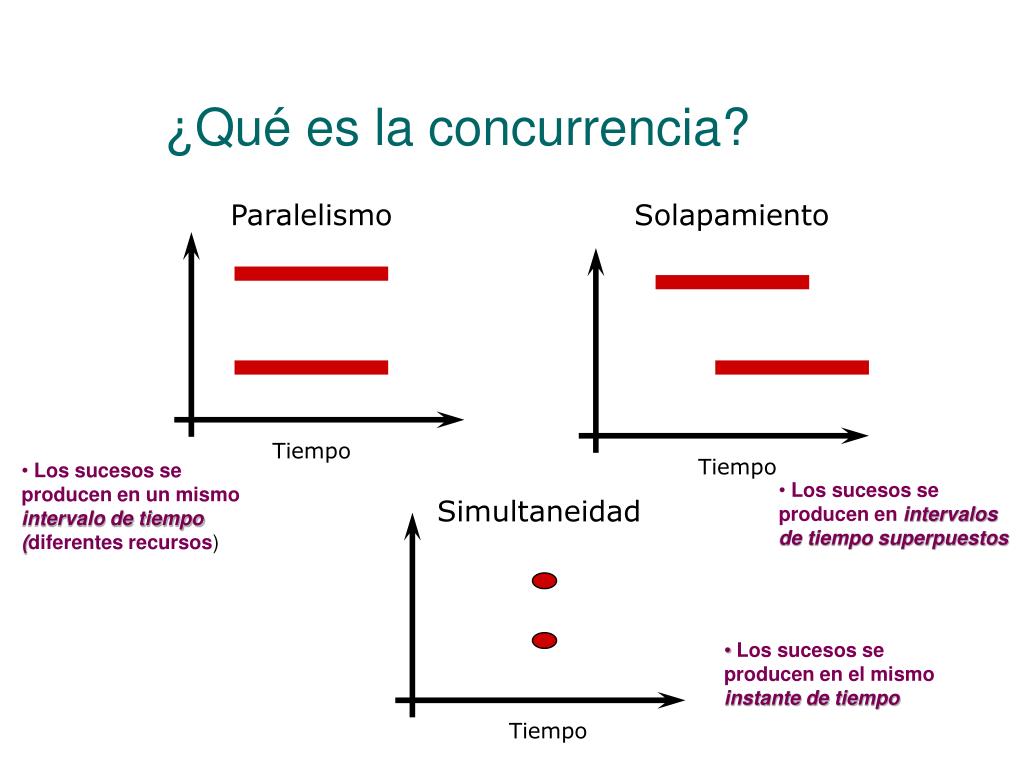 ¿Qué es la concurrencia?
Paralelismo
Tiempo
• Los sucesos se
producen en un mismo
intervalo de tiempo
(diferentes recursos)
Solapamiento
Tiempo
• Los sucesos se
producen en intervalos
de tiempo superpuestos
Simultaneidad
Tiempo
• Los sucesos se
producen en el mismo
instante de tiempo